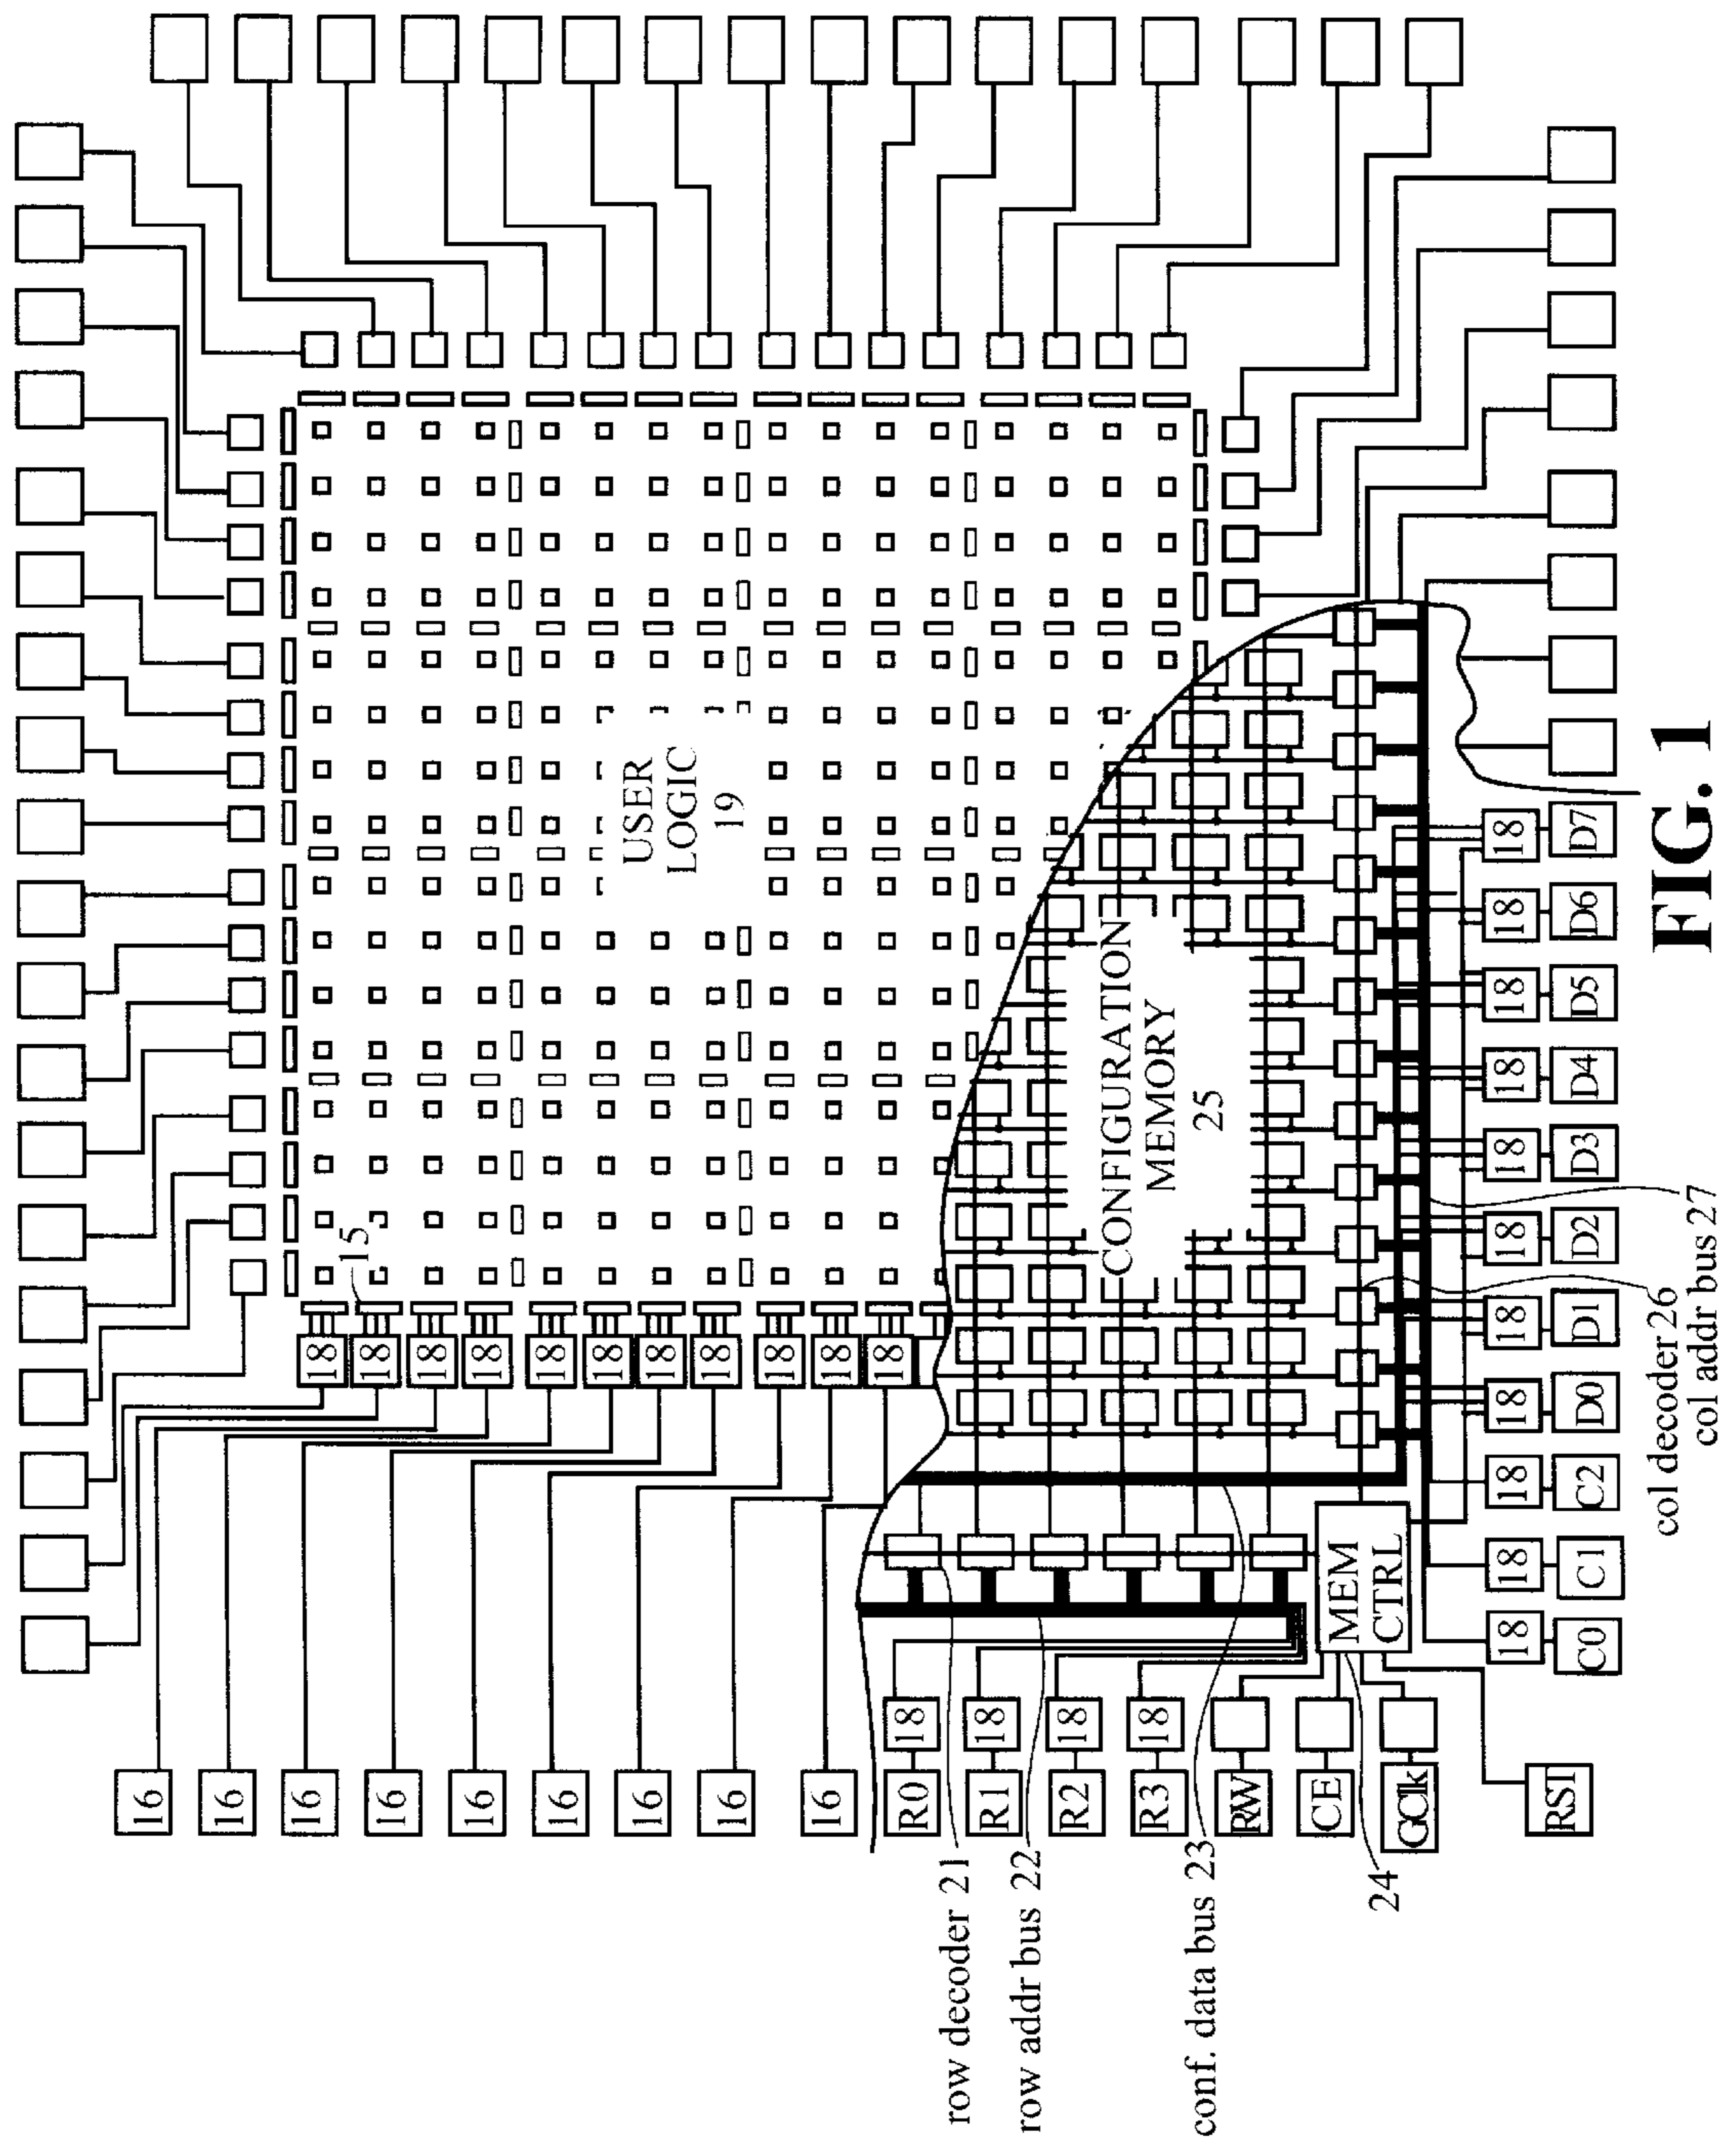 16
16
16
18
15
18
16
18
16
18
16
18
18
USER
LOGIC
19
16
18
18
16
18
16
18
18
R0 18
row decoder 21
R1 18
row addr bus 22
R2 18
CONFIGURATION
MEMORY
25
R3 18
conf. data bus 23
RW
CE
MEM
CTRL
24
GClk
18 18 18 18 18 18 18 18 18 18 18
RST C0 C1 C2 D0 D1 D2 D3 D4 D5 D6 D7
col decoder 26
col addr bus 27
FIG. 1